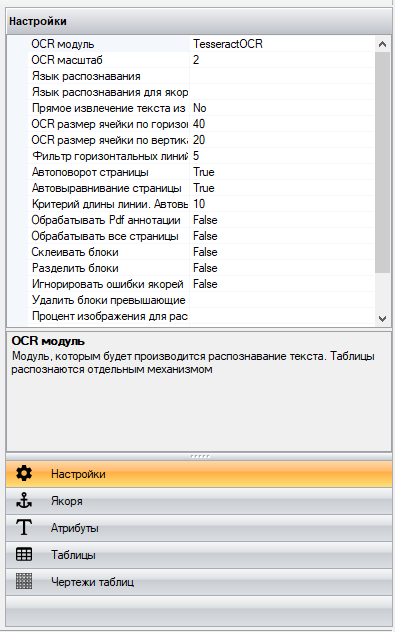 Настройки
OCR модуль TesseractOCR
OCR масштаб 2
Язык распознавания
Язык распознавания для якор
Прямое извлечение текста из No
OCR размер ячейки по горизон 40
OCR размер ячейки по вертика 20
Фильтр горизонтальных линий 5
Автоповорот страницы True
Автовыравнивание страницы True
Критерий длины линии. Автовы 10
Обрабатывать Pdf аннотации False
Обрабатывать все страницы False
Склеивать блоки False
Разделить блоки False
Игнорировать ошибки якорей False
Удалить блоки превышающие
Процент изображения для рас
OCR модуль
Модуль, которым будет производится распознавание текста. Таблицы
распознаются отдельным механизмом
Настройки
Якоря
Атрибуты
Таблицы
Чертежи таблиц